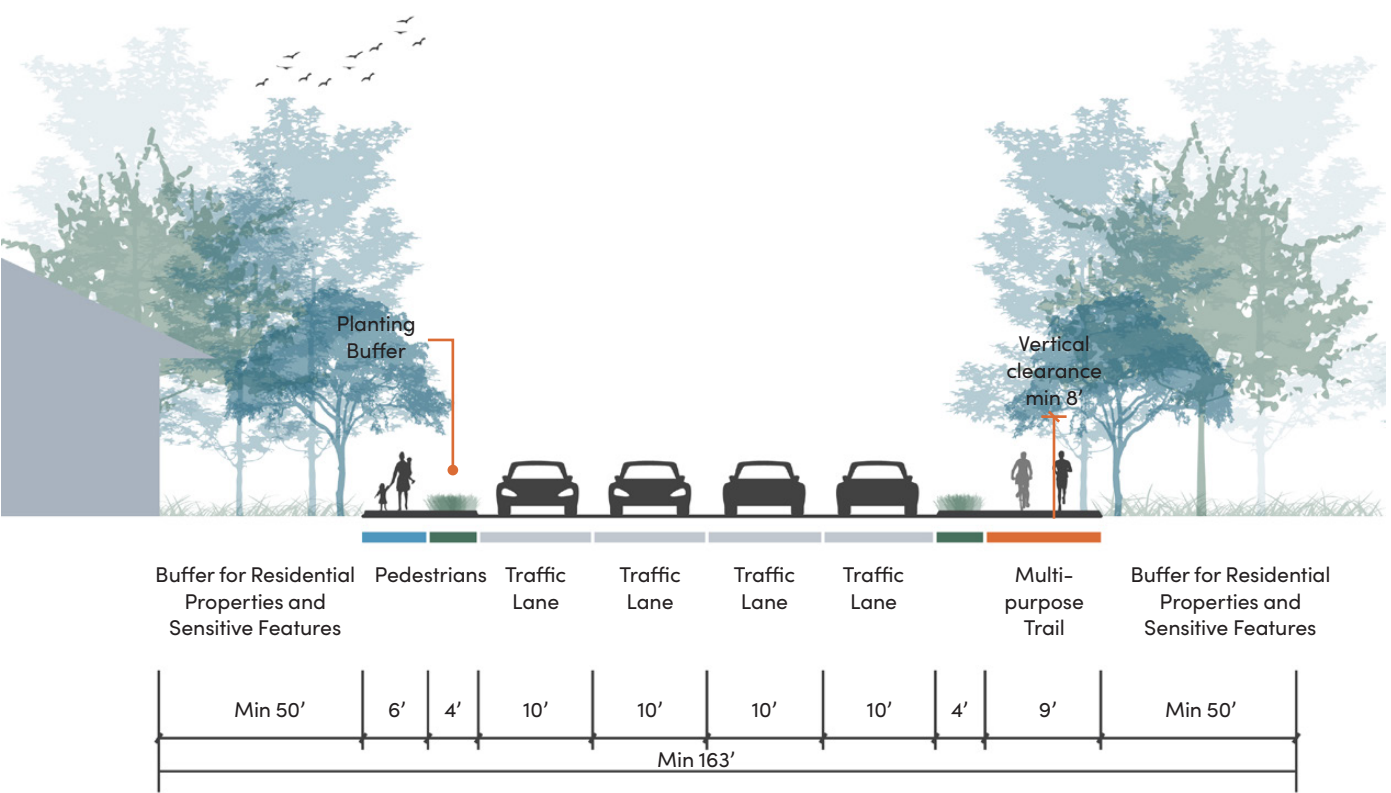 Planting
Buffer
Vertical
clearance
min 8’
Buffer for Residential
Properties and
Sensitive Features
Pedestrians
Traffic
Lane
Traffic
Lane
Traffic
Lane
Traffic
Lane
Multi-
purpose
Trail
Buffer for Residential
Properties and
Sensitive Features
Min 50’
6’
4’
10’
10’
10’
10’
4’
9’
Min 50’
Min 163’